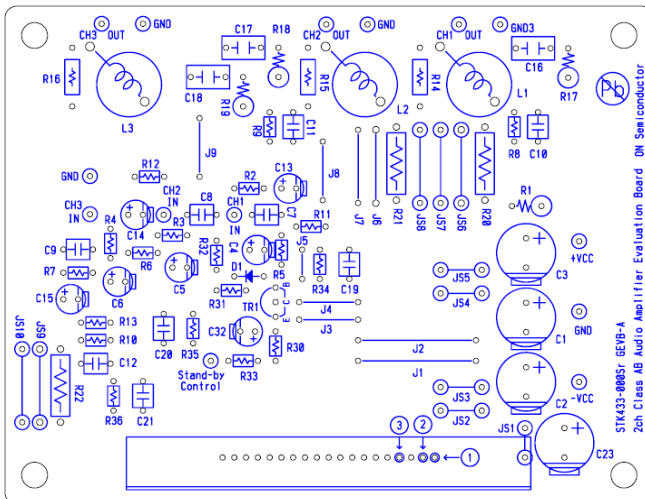 CH3 OUT GND C17 R18 CH2 OUT GND CH1 OUT GND3 C16
R16 C18 R19 R15 R14 R17
L3 L2 L1 Pb
J9 R9 C11 J8 R8 C10
R12 R2 C13 J7 J6 R21 JS8 JS7 JS6 R20 R1
GND CH2 IN C8 CH1 IN C7
CH3 IN R4 C14 R3 R11
C9 R6 R32 C4 R5 J5 R34 C19 C3 +VCC
R7 C6 C5 D1 R31 JS5
C15 TR1 B C E J4 JS4
JS10 JS9 R13 C20 R35 C32 R30 J3 C1 GND
R10 J2
C12 Stand-by Control R33 J1
R22 R36 C21 JS3 C2 -VCC
JS2
JS1 C23
3 2 1
STK433-000Sr GEVB-A
2ch Class AB Audio Amplifier Evaluation Board ON Semiconductor